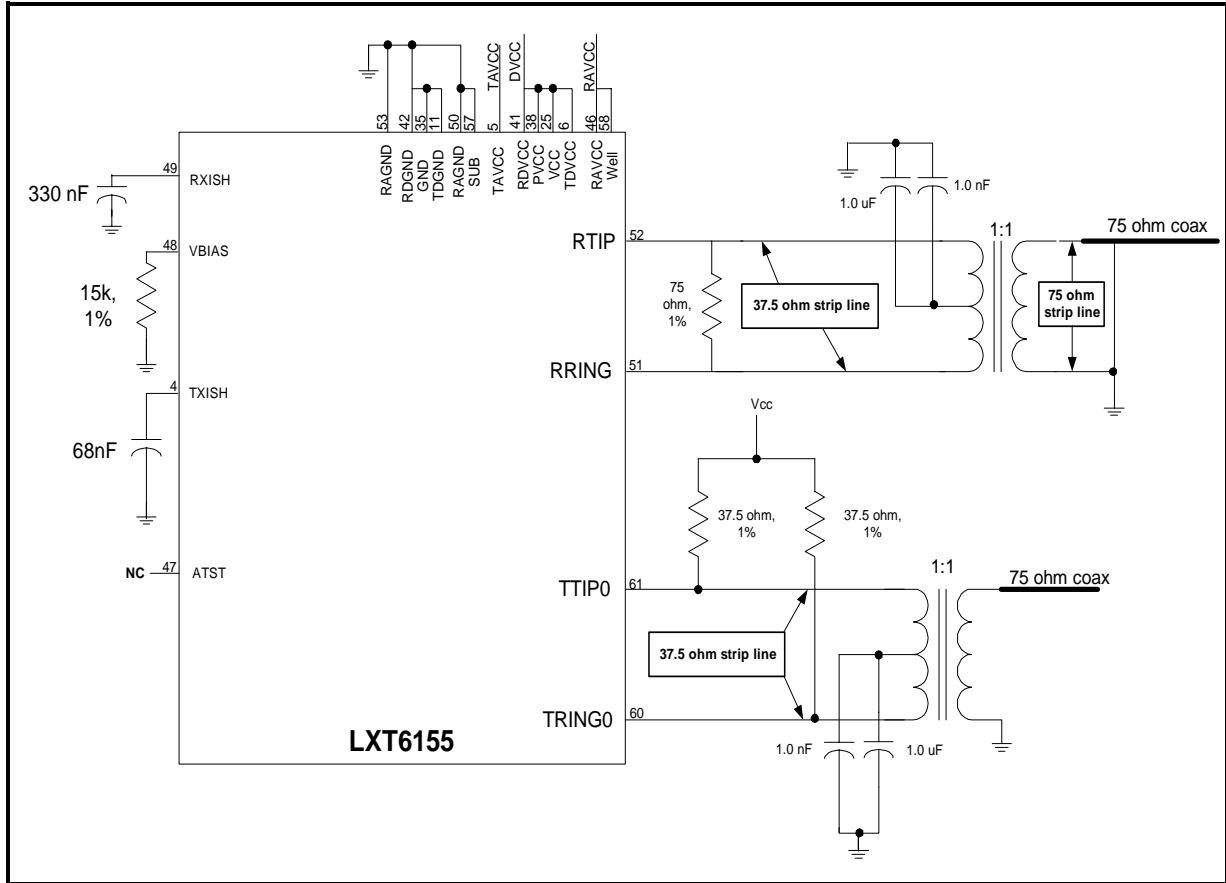 TAVCC
DVCC
RAVCC
53
42
35
11
50
57
5
41
38
25
6
46
58
RAGND
RDGND
GND
TDGND
RAGND
SUB
TAVCC
RDVCC
PVCC
VCC
TDVCC
RAVCC
Well
49
RXISH
330 nF
48
VBIAS
15k,
1%
4
TXISH
68nF
NC
47
ATST
1.0 uF
1.0 nF
1:1
75 ohm coax
RTIP
52
75
ohm,
1%
37.5 ohm strip line
75 ohm
strip line
RRING
51
Vcc
37.5 ohm,
1%
37.5 ohm,
1%
1:1
75 ohm coax
TTIP0
61
37.5 ohm strip line
TRING0
60
1.0 nF
1.0 uF
LXT6155